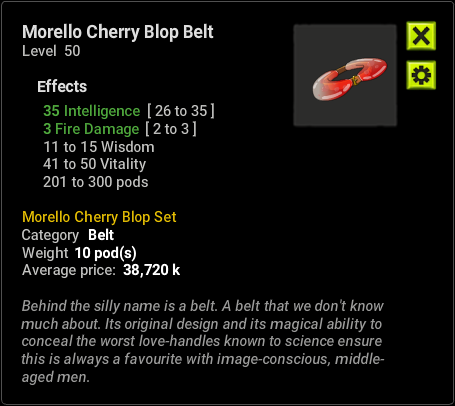 Morello Cherry Blop Belt
Level 50
Effects
35 Intelligence [ 26 to 35 ]
3 Fire Damage [ 2 to 3 ]
11 to 15 Wisdom
41 to 50 Vitality
201 to 300 pods
Morello Cherry Blop Set
Category Belt
Weight 10 pod(s)
Average price: 38,720 k
Behind the silly name is a belt. A belt that we don't know
much about. Its original design and its magical ability to
conceal the worst love-handles known to science ensure
this is always a favourite with image-conscious, middle-
aged men.